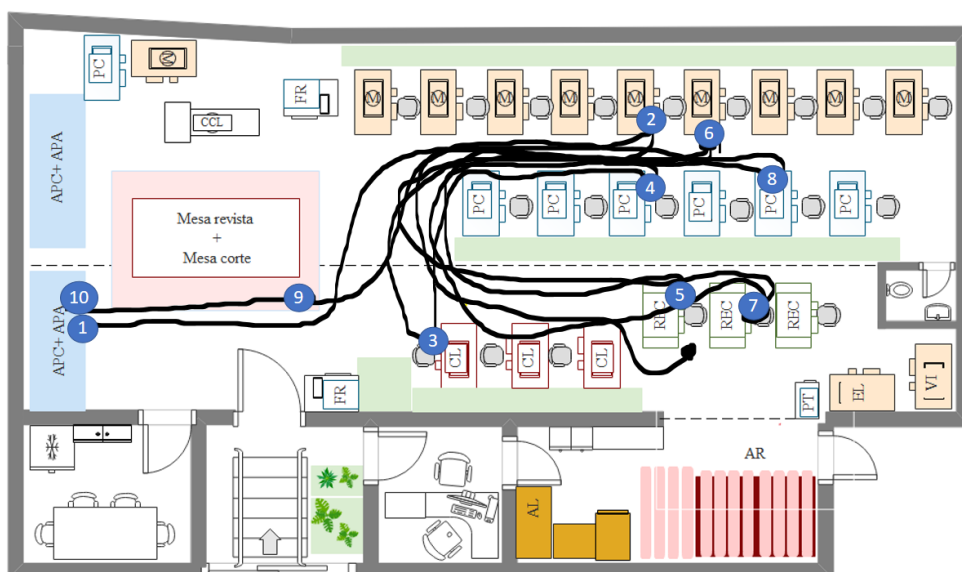 PC
M
CCL
FR
M
M
M
M
M
M
M
M
M
APC+ APA
2
6
8
4
PC
PC
PC
PC
PC
PC
Mesa revista
+
Mesa corte
10
1
9
APC+ APA
5
7
REC
REC
REC
3
CL
CL
CL
FR
PT
EL
VI
AR
AL